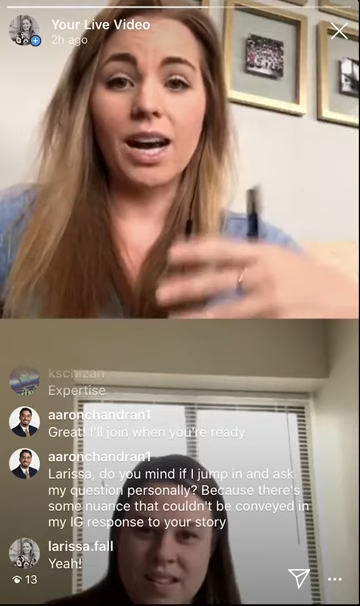 Your Live Video
2h ago
kschizan
Expertise
aaronchandran1
Great! I'll join when you're ready
aaronchandran1
Larissa, do you mind if I jump in and ask
my question personally? Because there's
some nuance that couldn't be conveyed in
my IG response to your story
larissa.fall
Yeah!
13